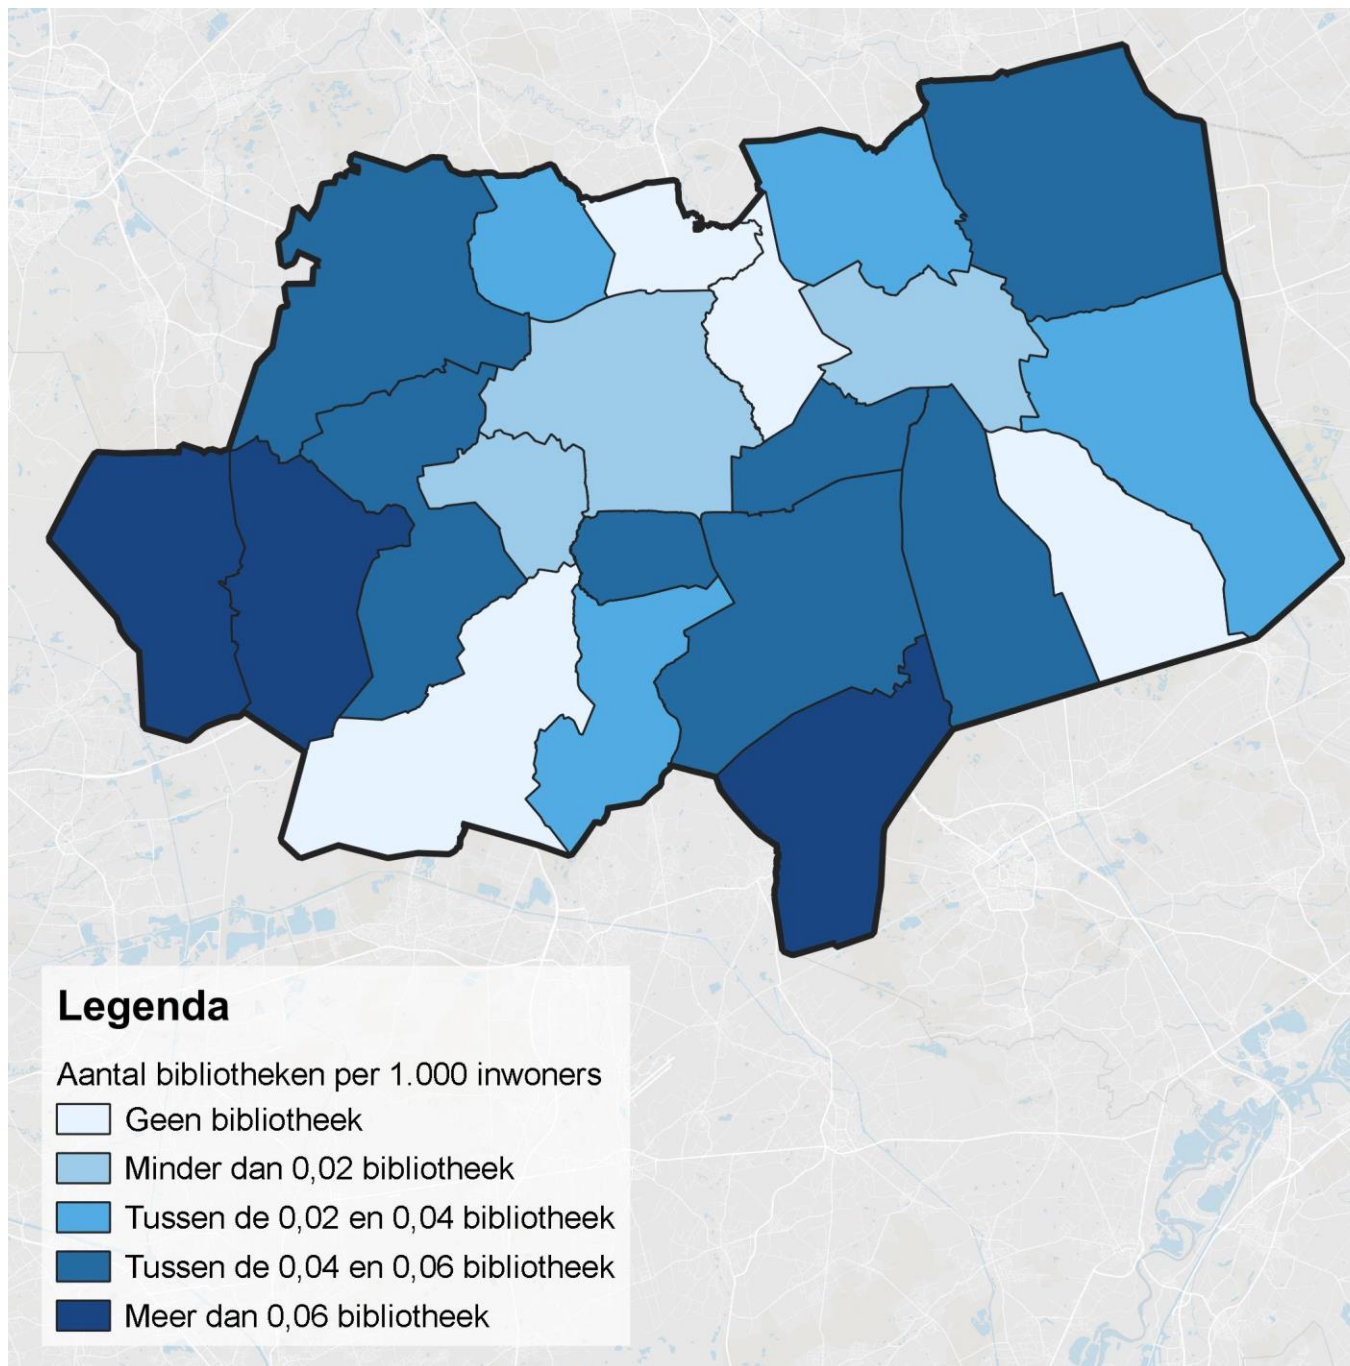 Legenda
Aantal bibliotheken per 1.000 inwoners
Geen bibliotheek
Minder dan 0,02 bibliotheek
Tussen de 0,02 en 0,04 bibliotheek
Tussen de 0,04 en 0,06 bibliotheek
Meer dan 0,06 bibliotheek